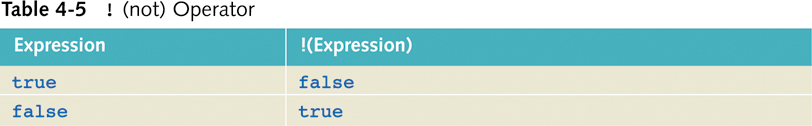 Table 4-5 ! (not) Operator
Expression !(Expression)
true false
false true